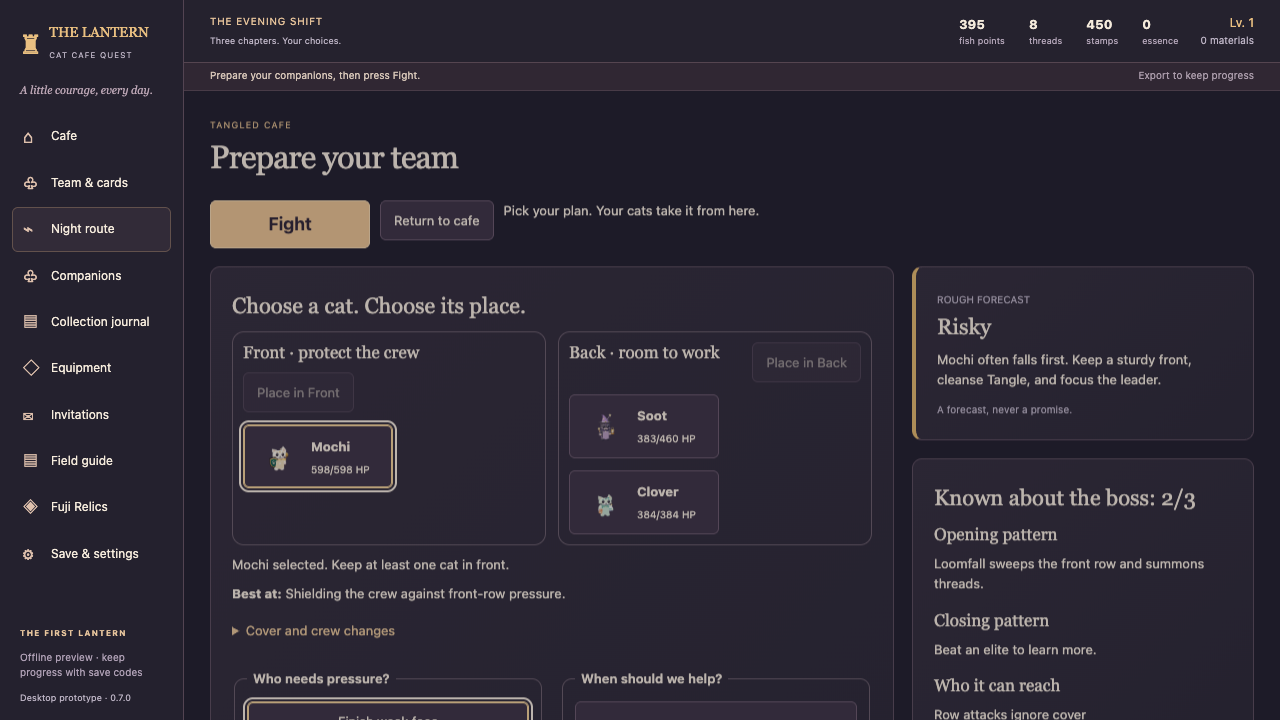 THE LANTERN
CAT CAFE QUEST
A little courage, every day.
Cafe
Team & cards
Night route
Companions
Collection journal
Equipment
Invitations
Field guide
Fuji Relics
Save & settings
THE FIRST LANTERN
Offline preview · keep
progress with save codes
Desktop prototype · 0.7.0
THE EVENING SHIFT
Three chapters. Your choices.
395
fish points
8
threads
450
stamps
0
essence
Lv. 1
0 materials
Prepare your companions, then press Fight.
Export to keep progress
TANGLED CAFE
Prepare your team
Fight
Return to cafe
Pick your plan. Your cats take it from here.
Choose a cat. Choose its place.
Front · protect the crew
Place in Front
Mochi
598/598 HP
Back · room to work
Place in Back
Soot
383/460 HP
Clover
384/384 HP
Mochi selected. Keep at least one cat in front.
Best at: Shielding the crew against front-row pressure.
Cover and crew changes
Who needs pressure?
Finish weak foes
When should we help?
ROUGH FORECAST
Risky
Mochi often falls first. Keep a sturdy front,
cleanse Tangle, and focus the leader.
A forecast, never a promise.
Known about the boss: 2/3
Opening pattern
Loomfall sweeps the front row and summons
threads.
Closing pattern
Beat an elite to learn more.
Who it can reach
Row attacks ignore cover